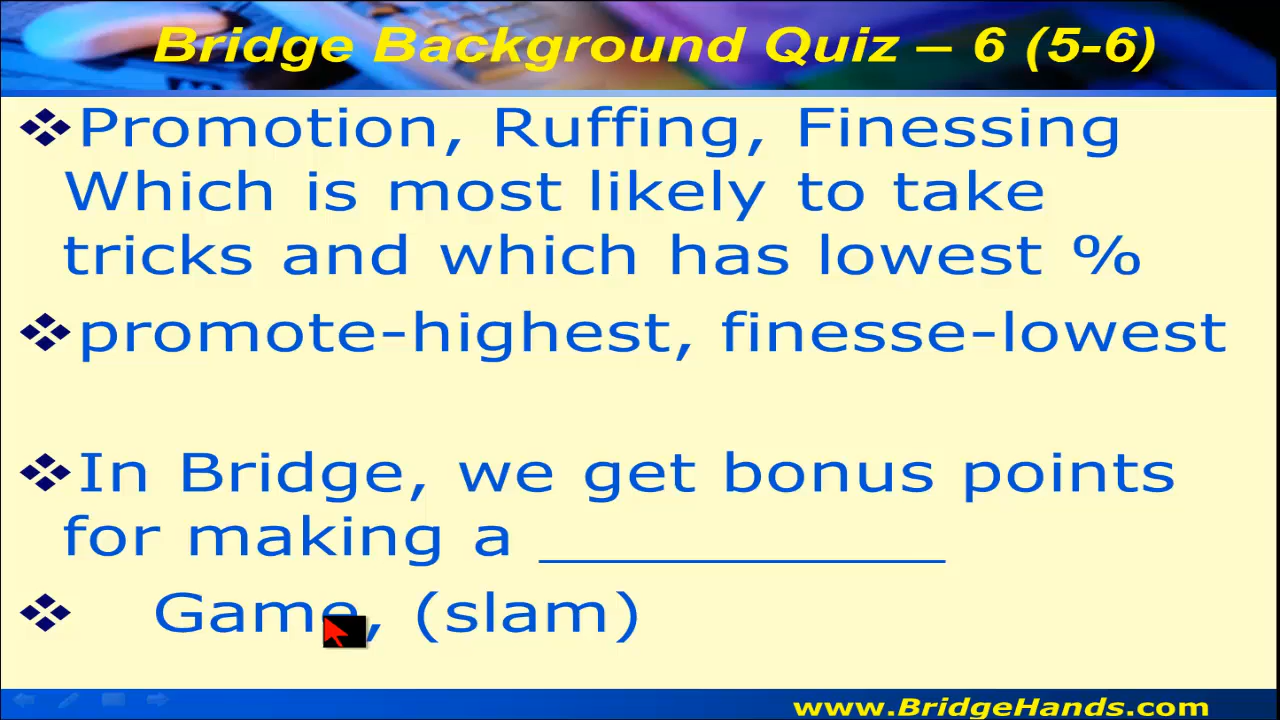 Bridge Background Quiz – 6 (5-6)
Promotion, Ruffing, Finessing
Which is most likely to take
tricks and which has lowest %
promote-highest, finesse-lowest
In Bridge, we get bonus points
for making a ___________
Game, (slam)
www.BridgeHands.com